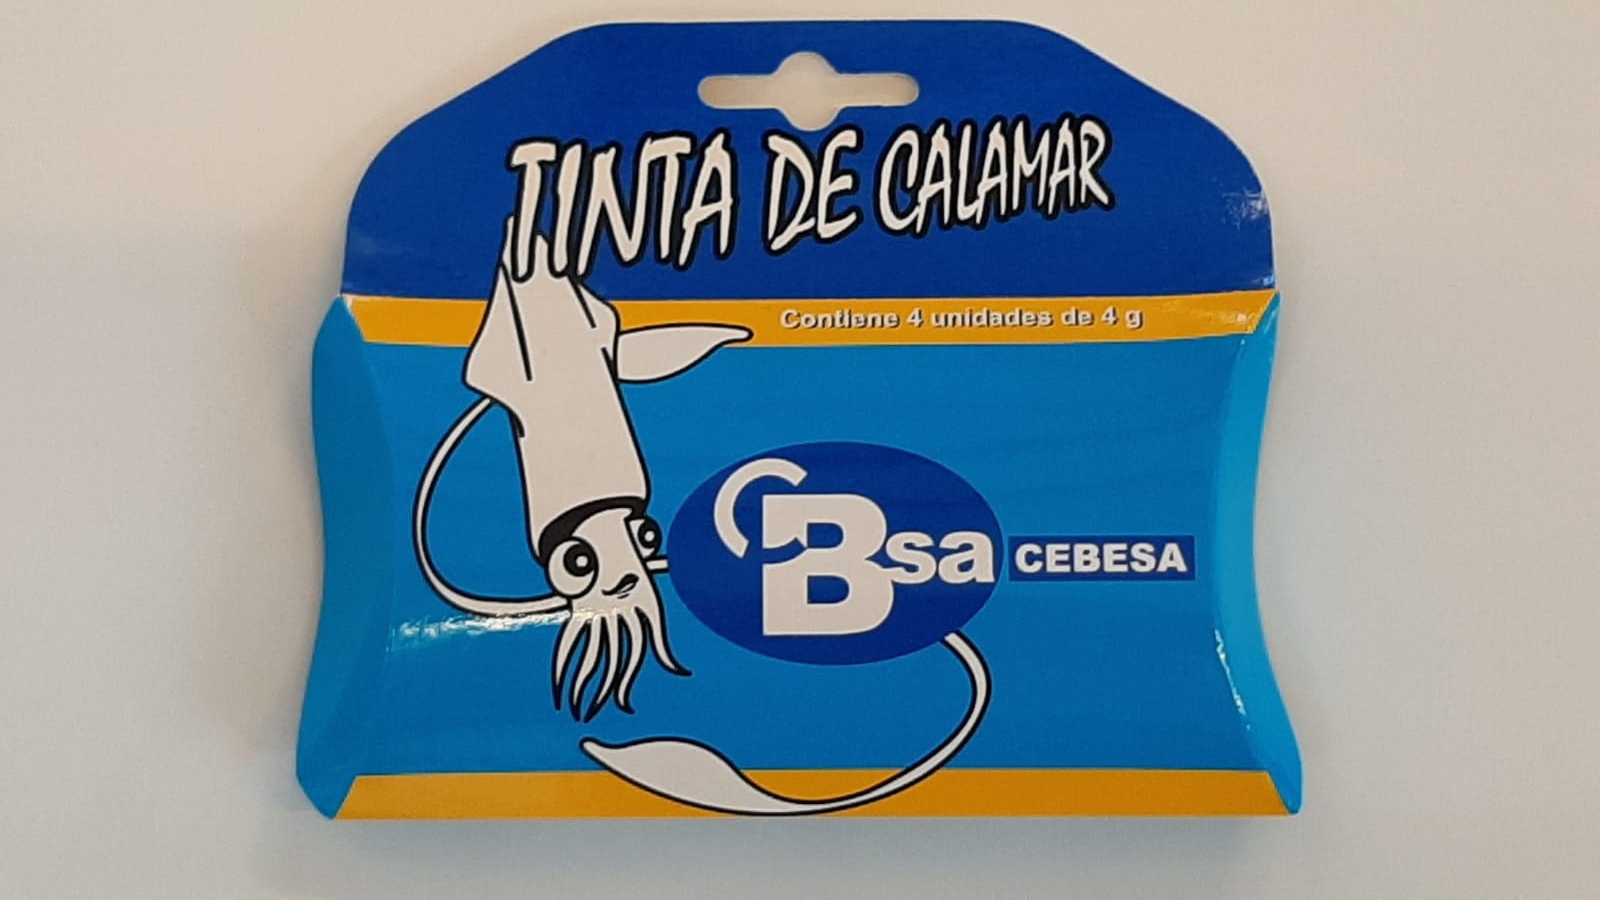 TINTA DE CALAMAR
Contiene 4 unidades de 4 g
CBsa CEBESA